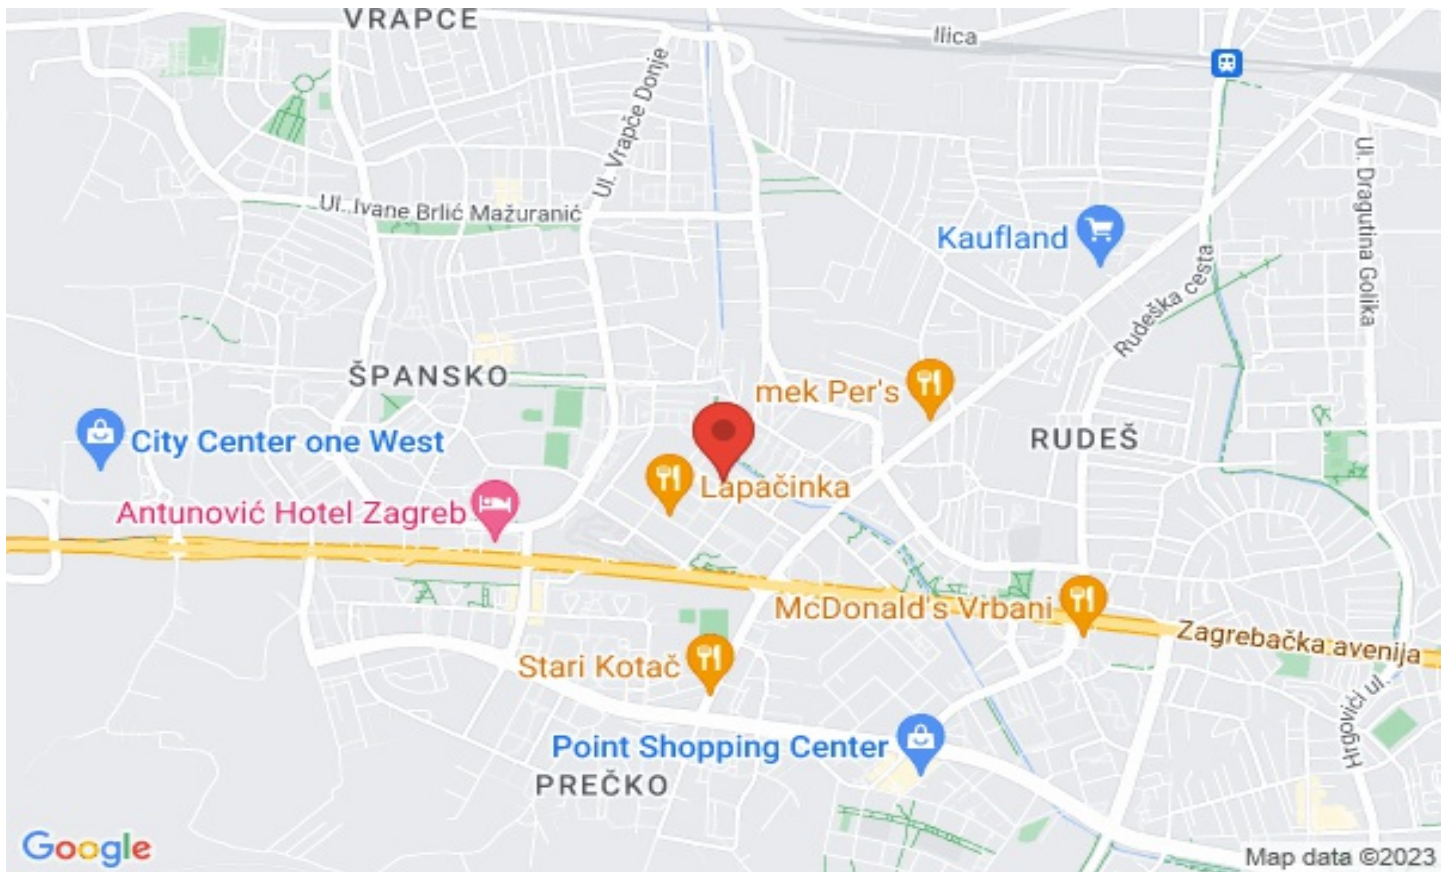 VRAPČE
Ilica
Ul. Vrapče Donje
Ul. Dragutina Golika
Ul. Ivane Brlić Mažuranić
Kaufland
Rudeška cesta
ŠPANSKO
mek Per's
RUDEŠ
City Center one West
Lapačinka
Antunović Hotel Zagreb
McDonald's Vrbani
Zagrebačka avenija
Stari Kotač
Hrgovići ul.
Point Shopping Center
PREČKO
Google
Map data ©2023